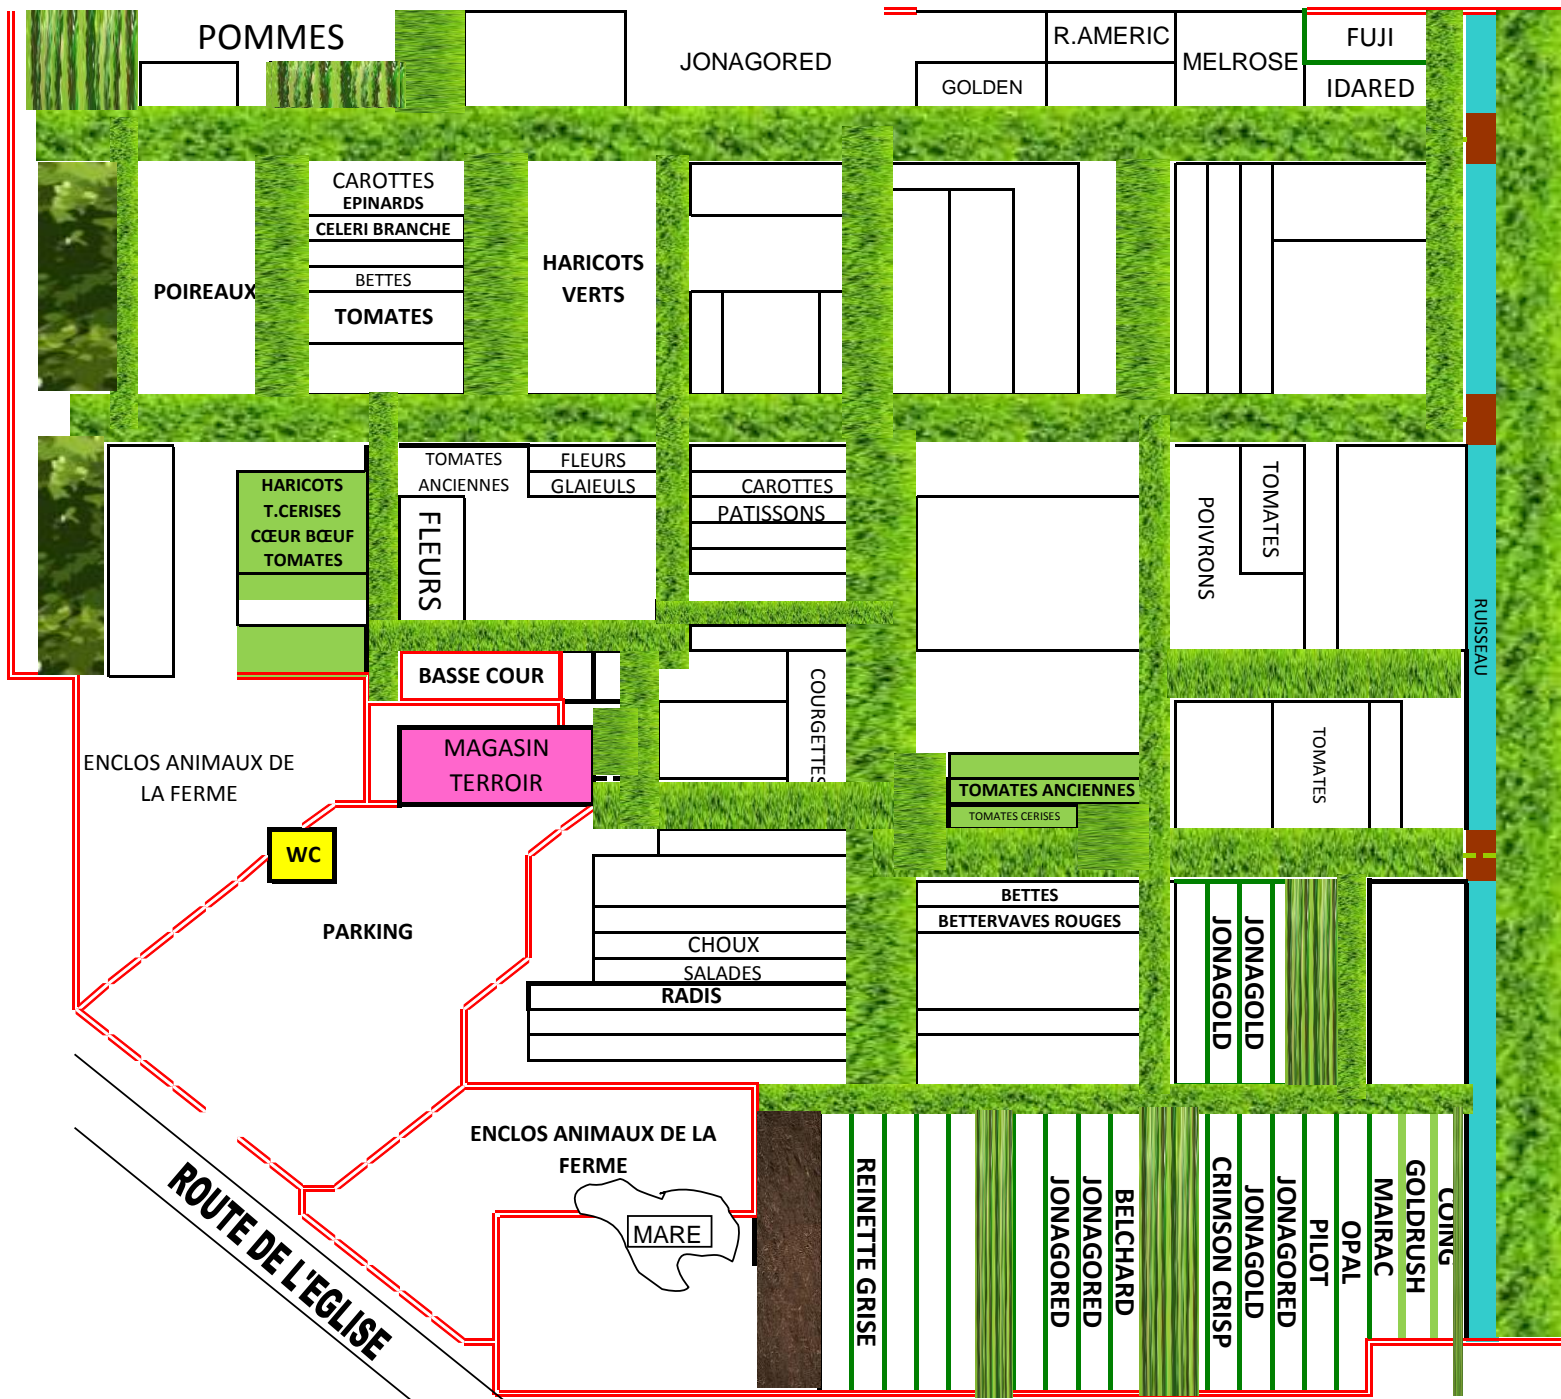 POMMES
JONAGORED
R.AMERIC
GOLDEN
MELROSE
FUJI
IDARED
CAROTTES
EPINARDS
CELERI BRANCHE
BETTES
TOMATES
POIREAUX
HARICOTS
VERTS
HARICOTS
T.CERISES
CŒUR BŒUF
TOMATES
TOMATES
ANCIENNES
FLEURS
GLAIEULS
FLEURS
CAROTTES
PATISSONS
POIVRONS
TOMATES
RUISSEAU
BASSE COUR
COURGETTES
MAGASIN
TERROIR
ENCLOS ANIMAUX DE
LA FERME
TOMATES
TOMATES ANCIENNES
TOMATES CERISES
WC
PARKING
CHOUX
SALADES
RADIS
BETTES
BETTERVAVES ROUGES
JONAGOLD
JONAGOLD
ENCLOS ANIMAUX DE LA
FERME
MARE
ROUTE DE L'EGLISE
REINETTE GRISE
JONAGORED
JONAGORED
BELCHARD
CRIMSON CRISP
JONAGOLD
JONAGORED
PILOT
OPAL
MAIRAC
GOLDRUSH
COING